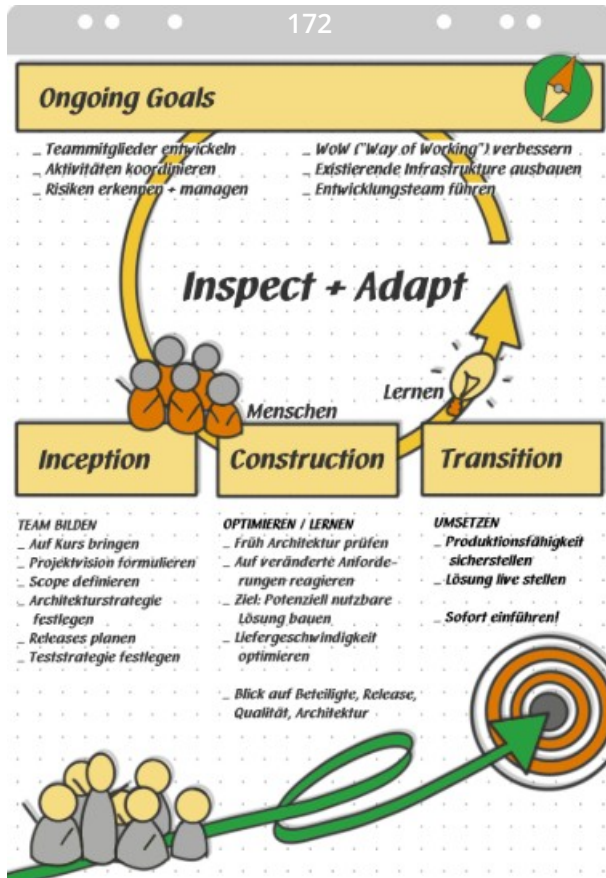 172
Ongoing Goals
_ Teammitglieder entwickeln
_ Aktivitäten koordinieren
_ Risiken erkennen + managen
_ WoW ("Way of Working") verbessern
_ Existierende Infrastrukture ausbauen
_ Entwicklungsteam führen
Inspect + Adapt
Lernen
Menschen
Inception
Construction
Transition
TEAM BILDEN
_ Auf Kurs bringen
_ Projektvision formulieren
_ Scope definieren
_ Architekturstrategie
festlegen
_ Releases planen
_ Teststrategie festlegen
OPTIMIEREN / LERNEN
_ Früh Architektur prüfen
_ Auf veränderte Anforde-
rungen reagieren
_ Ziel: Potenziell nutzbare
Lösung bauen
_ Liefergeschwindigkeit
optimieren
_ Blick auf Beteiligte, Release,
Qualität, Architektur
UMSETZEN
_ Produktionsfähigkeit
sicherstellen
_ Lösung live stellen
_ Sofort einführen!